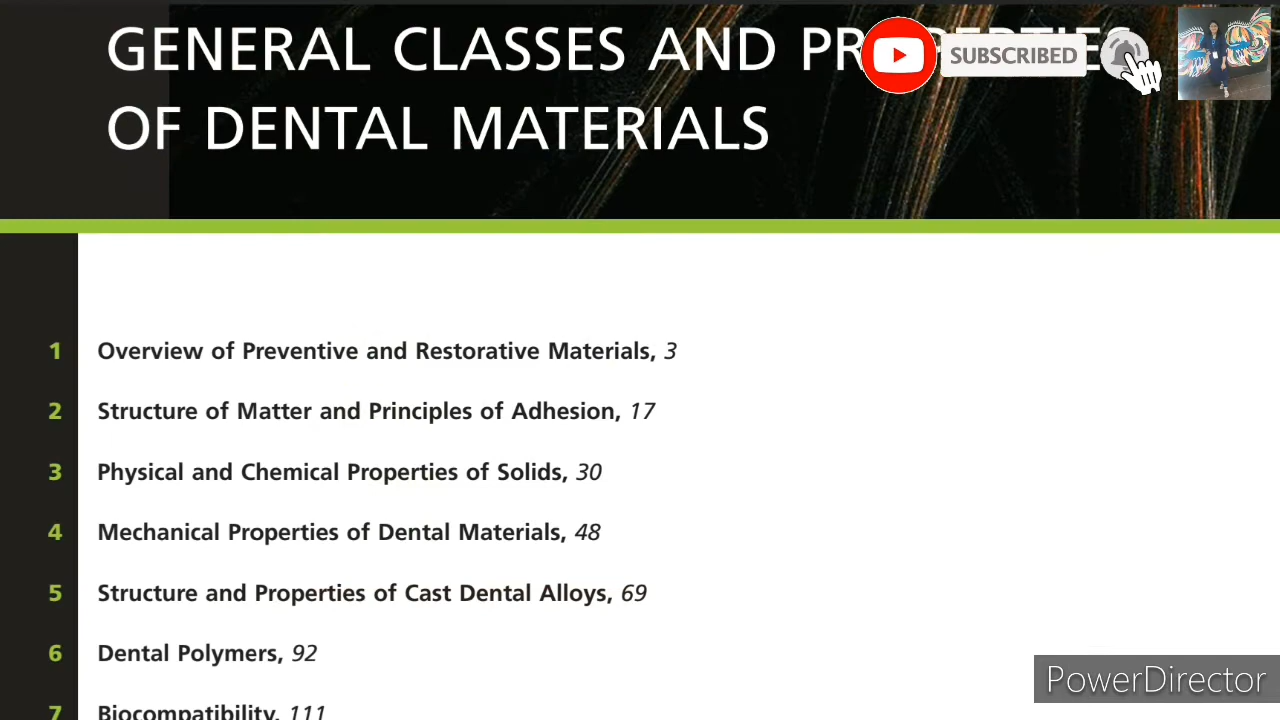 GENERAL CLASSES AND
OF DENTAL MATERIALS
SUBSCRIBED
1 Overview of Preventive and Restorative Materials, 3
2 Structure of Matter and Principles of Adhesion, 17
3 Physical and Chemical Properties of Solids, 30
4 Mechanical Properties of Dental Materials, 48
5 Structure and Properties of Cast Dental Alloys, 69
6 Dental Polymers, 92
7 Biocompatibility, 111
PowerDirector